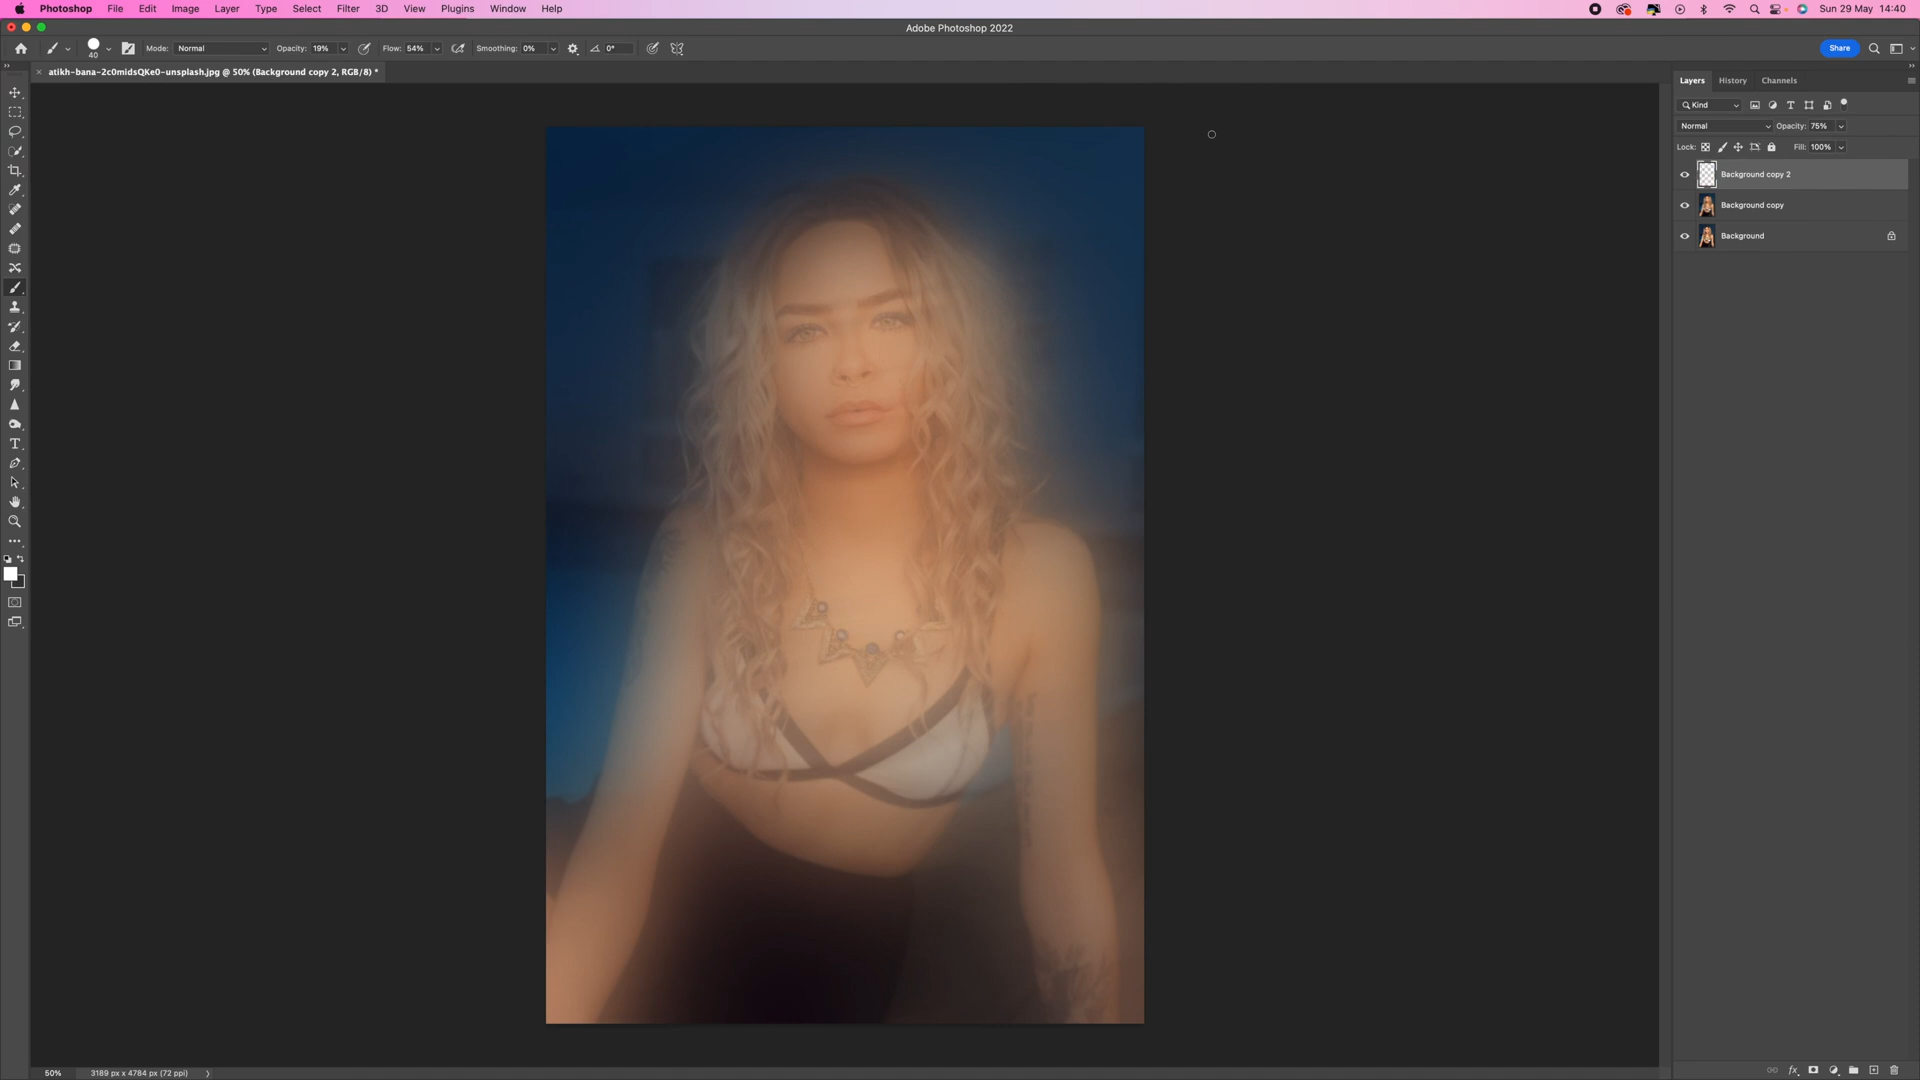 Photoshop File Edit Image Layer Type Select Filter 3D View Plugins Window Help Sun 29 May 14:40
Adobe Photoshop 2022
40 Mode: Normal Opacity: 19% Flow: 54% Smoothing: 0% 0° Share
× atikh-bana-2c0midsQKe0-unsplash.jpg @ 50% (Background copy 2, RGB/8) *
Layers History Channels
Kind
Normal Opacity: 75%
Lock: Fill: 100%
Background copy 2
Background copy
Background
50% 3189 px x 4784 px (72 ppi)